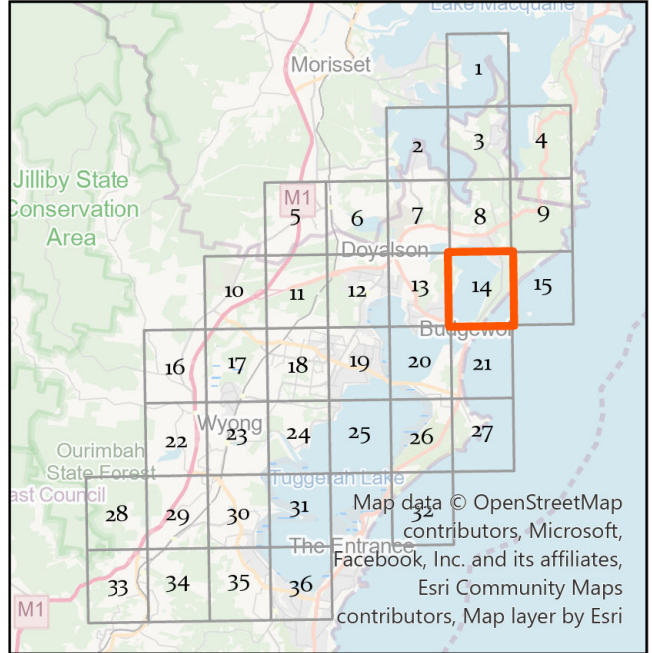 Lake Macquarie
Morisset
1
2
3
4
Jilliby State
Conservation
Area
M1
5
6
7
8
9
Doyalson
10
11
12
13
14
15
Budgewoi
16
17
18
19
20
21
Wyong
22
23
24
25
26
27
Ourimbah
State Forest
ast Council
Tuggerah Lake
28
29
30
31
32
The Entrance
33
34
35
36
M1
Map data © OpenStreetMap
contributors, Microsoft,
Facebook, Inc. and its affiliates,
Esri Community Maps
contributors, Map layer by Esri